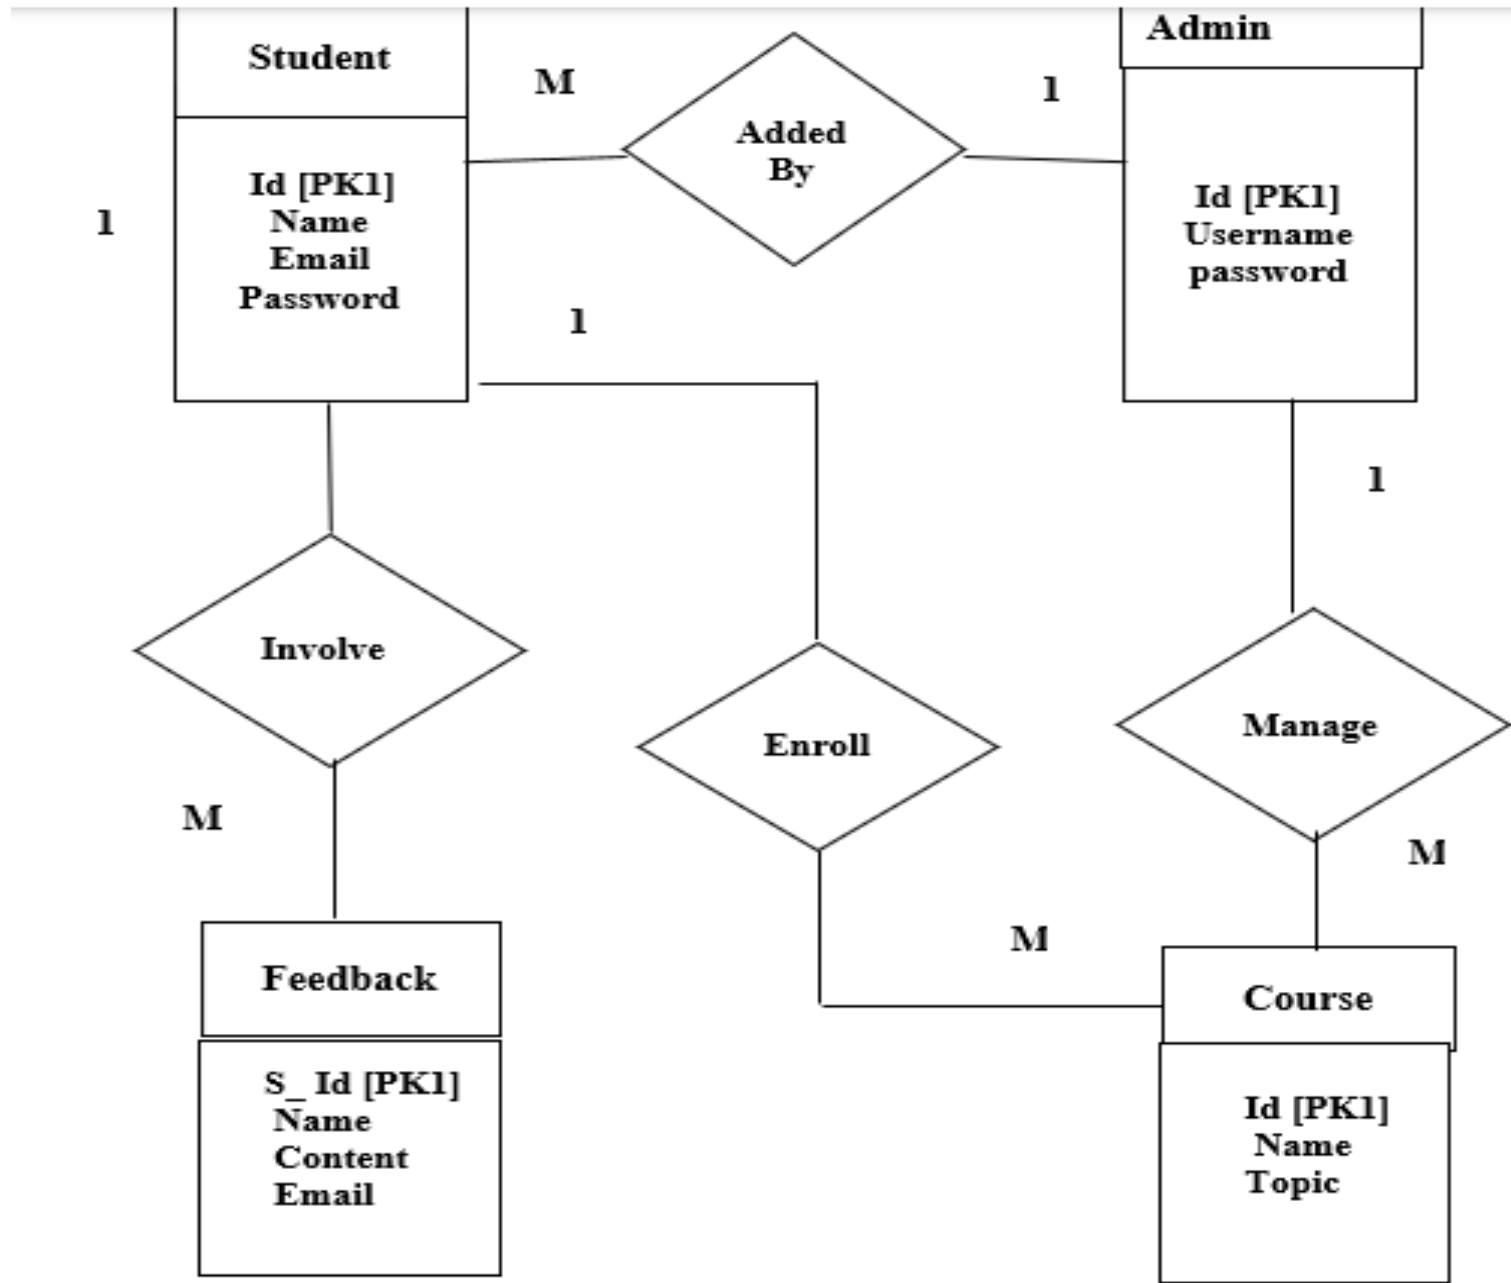 Student
Id [PK1]
Name
Email
Password
1
M
Added
By
1
Admin
Id [PK1]
Username
password
1
1
Involve
Enroll
Manage
M
M
M
Feedback
S_ Id [PK1]
Name
Content
Email
Course
Id [PK1]
Name
Topic